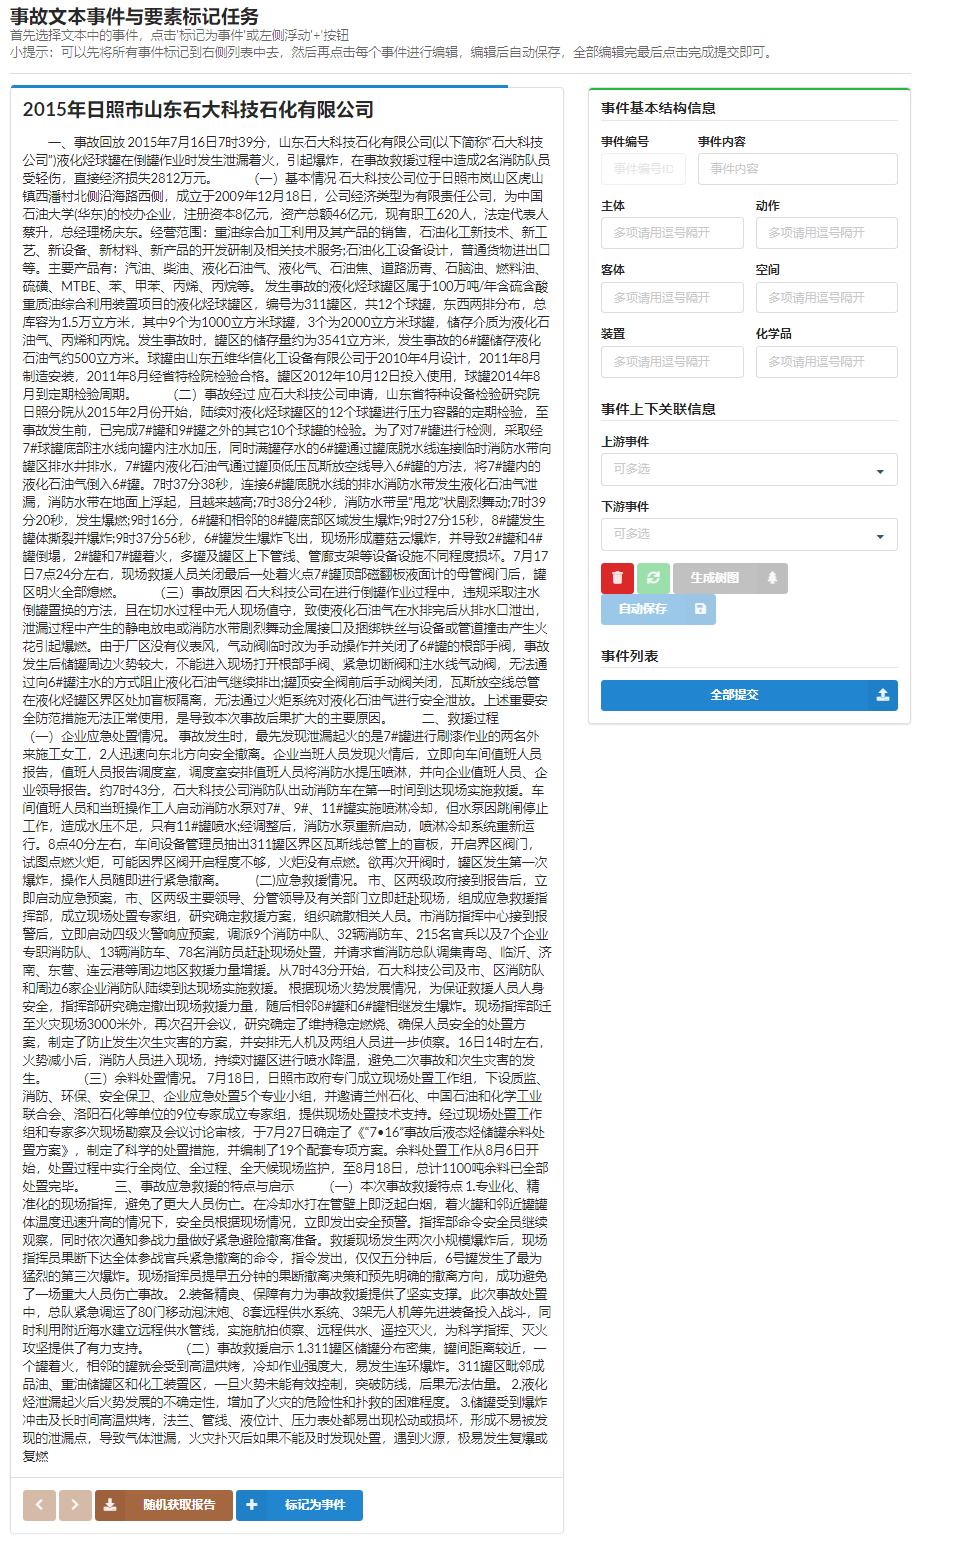 事故文本事件与要素标记任务
首先选择文本中的事件，点击'标记为事件'或左侧浮动'+'按钮
小提示：可以先将所有事件标记到右侧列表中去，然后再点击每个事件进行编辑，编辑后自动保存，全部编辑完最后点击完成提交即可。
2015年日照市山东石大科技石化有限公司
一、事故回放 2015年7月16日7时39分，山东石大科技石化有限公司(以下简称“石大科技
公司”)液化烃球罐在倒罐作业时发生泄漏着火，引起爆炸，在事故救援过程中造成2名消防队员
受轻伤，直接经济损失2812万元。 （一）基本情况 石大科技公司位于日照市岚山区虎山
镇西潘村北侧沿海路西侧，成立于2009年12月18日，公司经济类型为有限责任公司，为中国
石油大学(华东)的校办企业，注册资本8亿元，资产总额46亿元，现有职工620人，法定代表人
蔡升，总经理杨庆东。经营范围：重油综合加工利用及其产品的销售，石油化工新技术、新工
艺、新设备、新材料、新产品的开发研制及相关技术服务;石油化工设备设计，普通货物进出口
等。主要产品有：汽油、柴油、液化石油气、液化气、石油焦、道路沥青、石脑油、燃料油、
硫磺、MTBE、苯、甲苯、丙烯、丙烷等。 发生事故的液化烃球罐区属于100万吨/年含硫含酸
重质油综合利用装置项目的液化烃球罐区，编号为311罐区，共12个球罐，东西两排分布，总
库容为1.5万立方米，其中9个为1000立方米球罐，3个为2000立方米球罐，储存介质为液化石
油气、丙烯和丙烷。发生事故时，罐区的储存量约为3541立方米，发生事故的6#罐储存液化
石油气约500立方米。球罐由山东五维华信化工设备有限公司于2010年4月设计，2011年8月
制造安装，2011年8月经省特检院检验合格。罐区2012年10月12日投入使用，球罐2014年8
月到定期检验周期。 （二）事故经过 应石大科技公司申请，山东省特种设备检验研究院
日照分院从2015年2月份开始，陆续对液化烃球罐区的12个球罐进行压力容器的定期检验，至
事故发生前，已完成7#罐和9#罐之外的其它10个球罐的检验。为了对7#罐进行检测，采取经
7#球罐底部注水线向罐内注水加压，同时满罐存水的6#罐通过罐底脱水线连接临时消防水带向
罐区排水井排水，7#罐内液化石油气通过罐顶低压瓦斯放空线导入6#罐的方法，将7#罐内的
液化石油气倒入6#罐。7时37分38秒，连接6#罐底脱水线的排水消防水带发生液化石油气泄
漏，消防水带在地面上浮起，且越来越高;7时38分24秒，消防水带呈“甩龙”状剧烈舞动;7时39
分20秒，发生爆燃;9时16分，6#罐和相邻的8#罐底部区域发生爆炸;9时27分15秒，8#罐发生
罐体撕裂并爆炸;9时37分56秒，6#罐发生爆炸飞出，现场形成蘑菇云爆炸，并导致2#罐和4#
罐倒塌，2#罐和7#罐着火，多罐及罐区上下管线、管廊支架等设备设施不同程度损坏。7月17
日7点24分左右，现场救援人员关闭最后一处着火点7#罐顶部磁翻板液面计的母管阀门后，罐
区明火全部熄燃。 （三）事故原因 石大科技公司在进行倒罐作业过程中，违规采取注水
倒罐置换的方法，且在切水过程中无人现场值守，致使液化石油气在水排完后从排水口泄出，
泄漏过程中产生的静电放电或消防水带剧烈舞动金属接口及捆绑铁丝与设备或管道撞击产生火
花引起爆燃。由于厂区没有仪表风，气动阀临时改为手动操作并关闭了6#罐的根部手阀，事故
发生后储罐周边火势较大，不能进入现场打开根部手阀、紧急切断阀和注水线气动阀，无法通
过向6#罐注水的方式阻止液化石油气继续排出;罐顶安全阀前后手动阀关闭，瓦斯放空线总管
在液化烃罐区界区处加盲板隔离，无法通过火炬系统对液化石油气进行安全泄放。上述重要安
全防范措施无法正常使用，是导致本次事故后果扩大的主要原因。 二、救援过程
（一）企业应急处置情况。 事故发生时，最先发现泄漏起火的是7#罐进行刷漆作业的两名外
来施工女工，2人迅速向东北方向安全撤离。企业当班人员发现火情后，立即向车间值班人员
报告，值班人员报告调度室，调度室安排值班人员将消防水提压喷淋，并向企业值班人员、企
业领导报告。约7时43分，石大科技公司消防队出动消防车在第一时间到达现场实施救援。车
间值班人员和当班操作工人启动消防水泵对7#、9#、11#罐实施喷淋冷却，但水泵因跳闸停止
工作，造成水压不足，只有11#罐喷水;经调整后，消防水泵重新启动，喷淋冷却系统重新运
行。8点40分左右，车间设备管理员抽出311罐区界区瓦斯线总管上的盲板，开启界区阀门，
试图点燃火炬，可能因界区阀开启程度不够，火炬没有点燃。欲再次开阀时，罐区发生第一次
爆炸，操作人员随即进行紧急撤离。 (二)应急救援情况。 市、区两级政府接到报告后，立
即启动应急预案，市、区两级主要领导、分管领导及有关部门立即赶赴现场，组成应急救援指
挥部，成立现场处置专家组，研究确定救援方案，组织疏散相关人员。市消防指挥中心接到报
警后，立即启动四级火警响应预案，调派9个消防中队、32辆消防车、215名官兵以及7个企业
专职消防队、13辆消防车、78名消防员赶赴现场处置，并请求省消防总队调集青岛、临沂、济
南、东营、连云港等周边地区救援力量增援。从7时43分开始，石大科技公司及市、区消防队
和周边6家企业消防队陆续到达现场实施救援。 根据现场火势发展情况，为保证救援人员人身
安全，指挥部研究确定撤出现场救援力量，随后相邻8#罐和6#罐相继发生爆炸。现场指挥部迁
至火灾现场3000米外，再次召开会议，研究确定了维持稳定燃烧、确保人员安全的处置方
案，制定了防止发生次生灾害的方案，并安排无人机及两组人员进一步侦察。16日14时左右，
火势减小后，消防人员进入现场，持续对罐区进行喷水降温，避免二次事故和次生灾害的发
生。 （三）余料处置情况。 7月18日，日照市政府专门成立现场处置工作组，下设质监、
消防、环保、安全保卫、企业应急处置5个专业小组，并邀请兰州石化、中国石油和化学工业
联合会、洛阳石化等单位的9位专家成立专家组，提供现场处置技术支持。经过现场处置工作
组和专家多次现场勘察及会议讨论审核，于7月27日确定了《“7•16”事故后液态烃储罐余料处
置方案》，制定了科学的处置措施，并编制了19个配套专项方案。余料处置工作从8月6日开
始，处置过程中实行全岗位、全过程、全天候现场监护，至8月18日，总计1100吨余料已全部
处置完毕。 三、事故应急救援的特点与启示 （一）本次事故救援特点 1.专业化、精
准化的现场指挥，避免了更大人员伤亡。在冷却水打在管壁上即泛起白烟，着火罐和邻近罐罐
体温度迅速升高的情况下，安全员根据现场情况，立即发出安全预警。指挥部命令安全员继续
观察，同时依次通知参战力量做好紧急避险撤离准备。救援现场发生两次小规模爆炸后，现场
指挥员果断下达全体参战官兵紧急撤离的命令，指令发出，仅仅五分钟后，6号罐发生了最为
猛烈的第三次爆炸。现场指挥员提早五分钟的果断撤离决策和预先明确的撤离方向，成功避免
了一场重大人员伤亡事故。 2.装备精良、保障有力为事故救援提供了坚实支撑。此次事故处置
中，总队紧急调运了80门移动泡沫炮、8套远程供水系统、3架无人机等先进装备投入战斗，同
时利用附近海水建立远程供水管线，实施航拍侦察、远程供水、遥控灭火，为科学指挥、灭火
攻坚提供了有力支持。 （二）事故救援启示 1.311罐区储罐分布密集，罐间距离较近，一
个罐着火，相邻的罐就会受到高温烘烤，冷却作业强度大，易发生连环爆炸。311罐区毗邻成
品油、重油储罐区和化工装置区，一旦火势未能有效控制，突破防线，后果无法估量。 2.液化
烃泄漏起火后火势发展的不确定性，增加了火灾的危险性和扑救的困难程度。 3.储罐受到爆炸
冲击及长时间高温烘烤，法兰、管线、液位计、压力表处都易出现松动或损坏，形成不易被发
现的泄漏点，导致气体泄漏，火灾扑灭后如果不能及时发现处置，遇到火源，极易发生复爆或
复燃
随机获取报告
标记为事件
事件基本结构信息
事件编号 事件内容
事件编号ID 事件内容
主体 动作
多项请用逗号隔开 多项请用逗号隔开
客体 空间
多项请用逗号隔开 多项请用逗号隔开
装置 化学品
多项请用逗号隔开 多项请用逗号隔开
事件上下关联信息
上游事件
可多选
下游事件
可多选
生成树图
自动保存
事件列表
全部提交